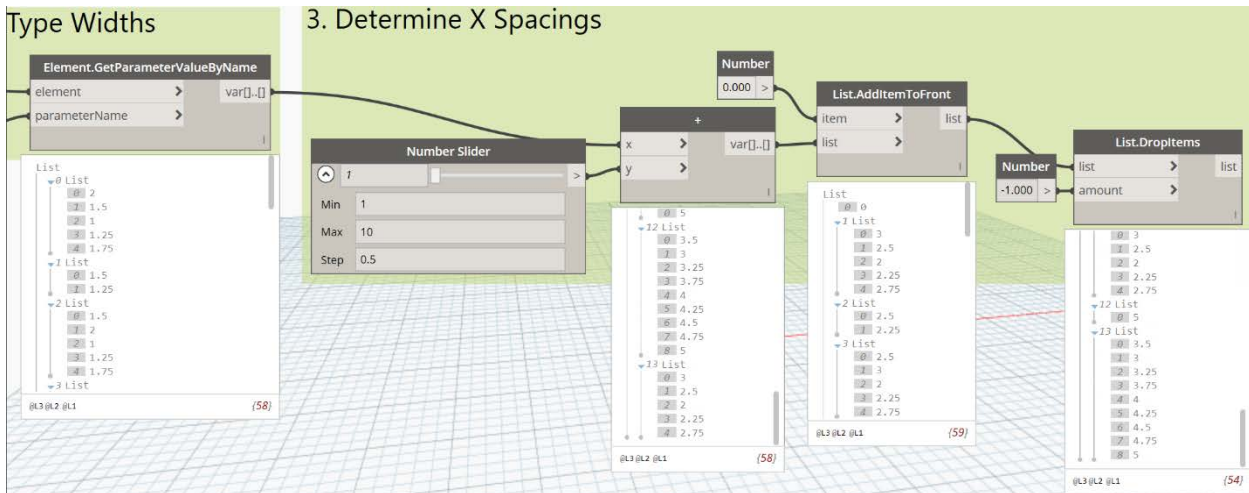 Type Widths
3. Determine X Spacings
Element.GetParameterValueByName
element > var[]..[]
parameterName >
List
0 List
0 2
1 1.5
2 1
3 1.25
4 1.75
1 List
0 1.5
1 1.25
2 List
0 1.5
1 2
2 1
3 1.25
4 1.75
3 List
@L3 @L2 @L1 {58}
Number Slider
1 >
Min 1
Max 10
Step 0.5
+
x > var[]..[]
y >
0 5
12 List
0 3.5
1 3
2 3.25
3 3.75
4 4
5 4.25
6 4.5
7 4.75
8 5
13 List
0 3
1 2.5
2 2
3 2.25
4 2.75
@L3 @L2 @L1 {58}
Number
0.000 >
List.AddItemToFront
item > list
list >
List
0 0
1 List
0 3
1 2.5
2 2
3 2.25
4 2.75
2 List
0 2.5
1 2.25
3 List
0 2.5
1 3
2 2
3 2.25
4 2.75
@L3 @L2 @L1 {59}
Number
-1.000 >
List.DropItems
list > list
amount >
0 3
1 2.5
2 2
3 2.25
4 2.75
12 List
0 5
13 List
0 3.5
1 3
2 3.25
3 3.75
4 4
5 4.25
6 4.5
7 4.75
8 5
@L3 @L2 @L1 {54}